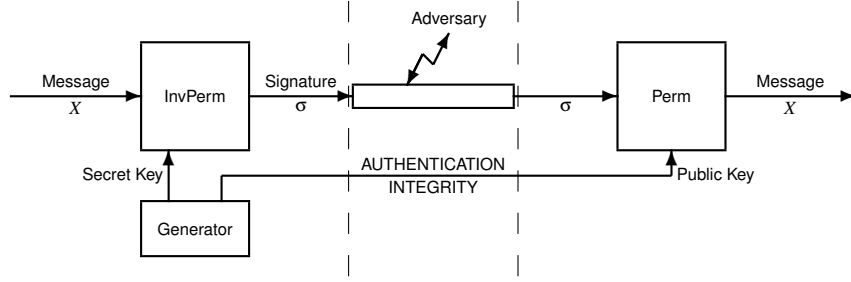 Adversary
Message
X
InvPerm
Signature
σ
σ
Perm
Message
X
Secret Key
AUTHENTICATION
INTEGRITY
Public Key
Generator